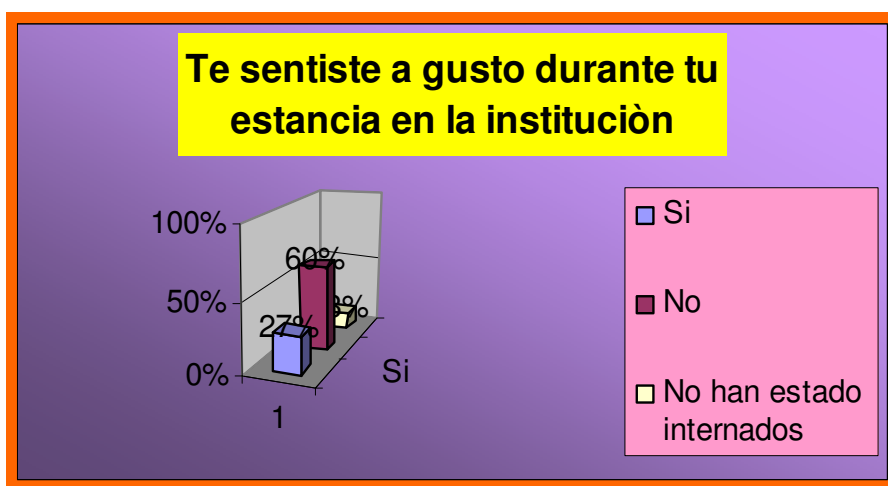 Te sentiste a gusto durante tu
estancia en la instituciòn
100%
50%
0%
60%
27%
1
Si
Si
No
No han estado
internados